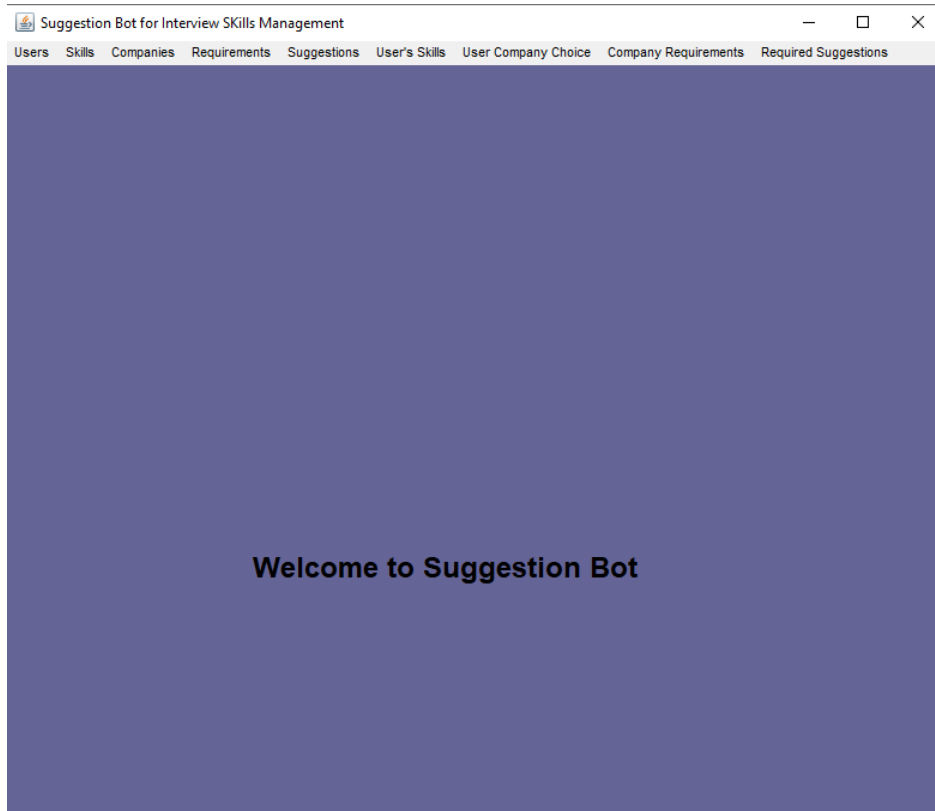 Suggestion Bot for Interview SKills Management
Users Skills Companies Requirements Suggestions User's Skills User Company Choice Company Requirements Required Suggestions
Welcome to Suggestion Bot